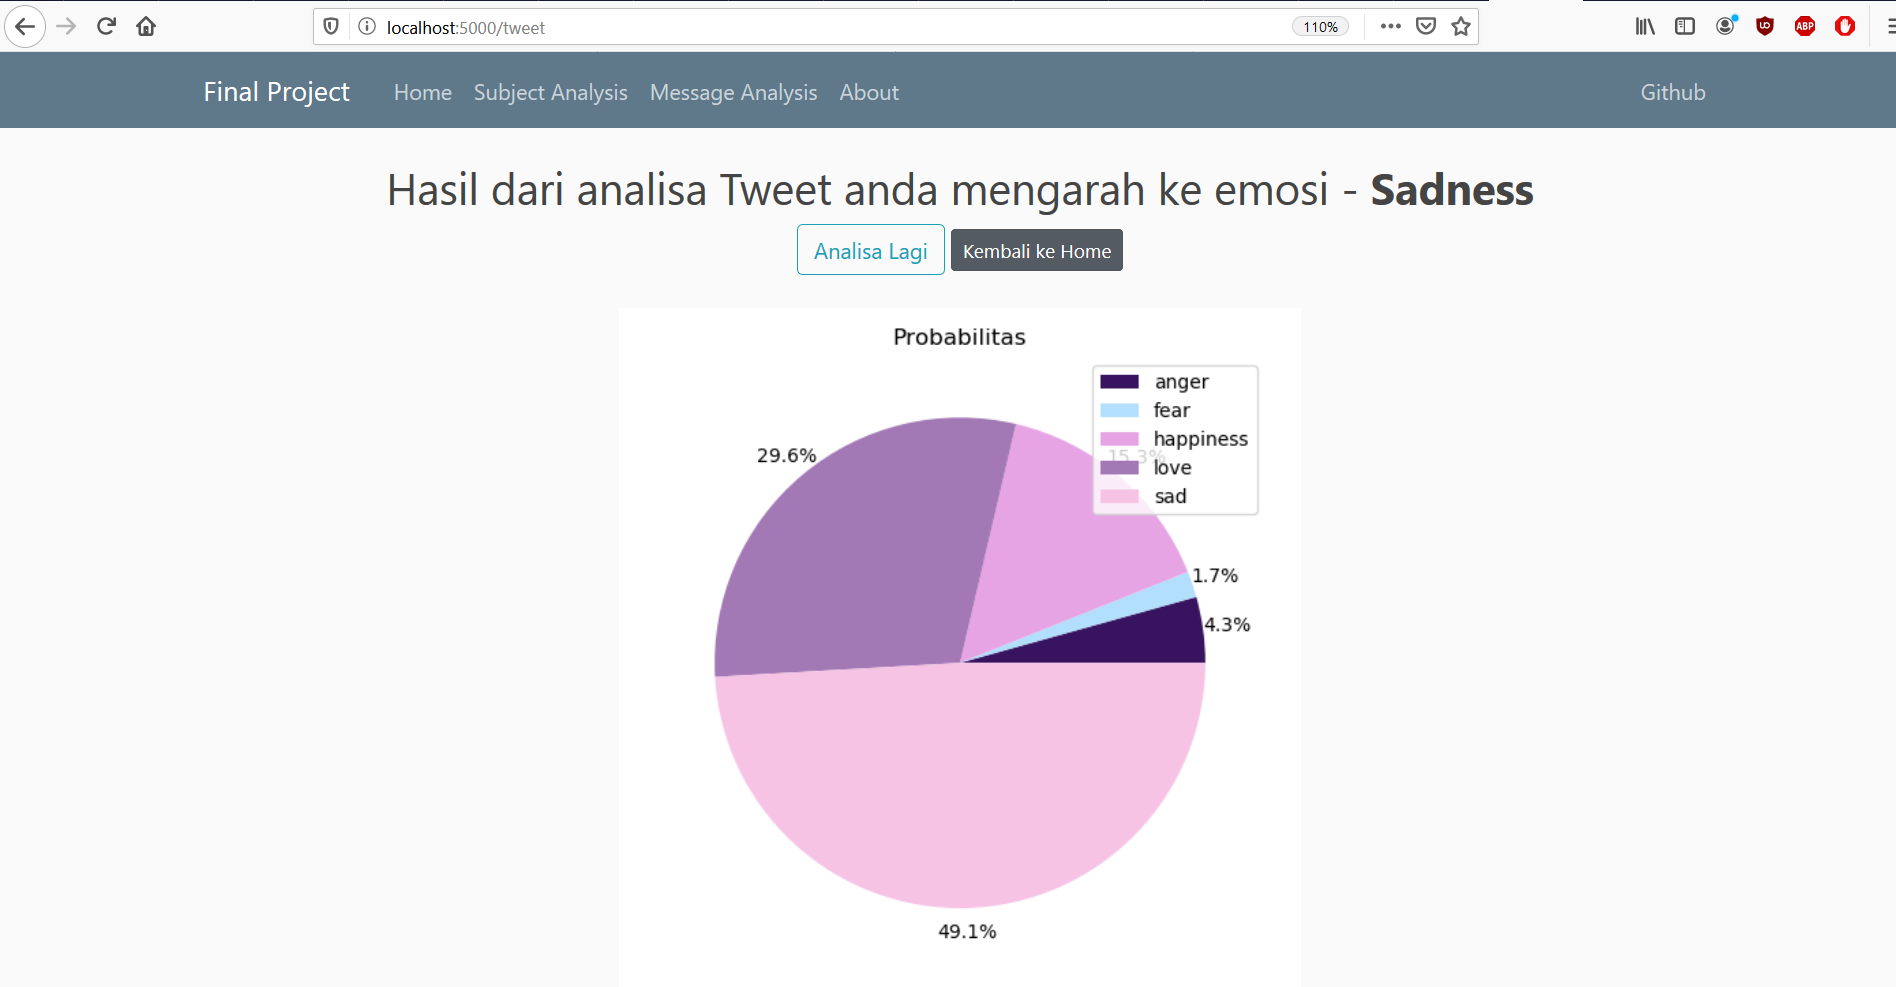 localhost:5000/tweet
110%
Final Project Home Subject Analysis Message Analysis About Github
Hasil dari analisa Tweet anda mengarah ke emosi - Sadness
Analisa Lagi Kembali ke Home
Probabilitas
anger
fear
happiness
love
sad
29.6%
15.3%
1.7%
4.3%
49.1%
ABP